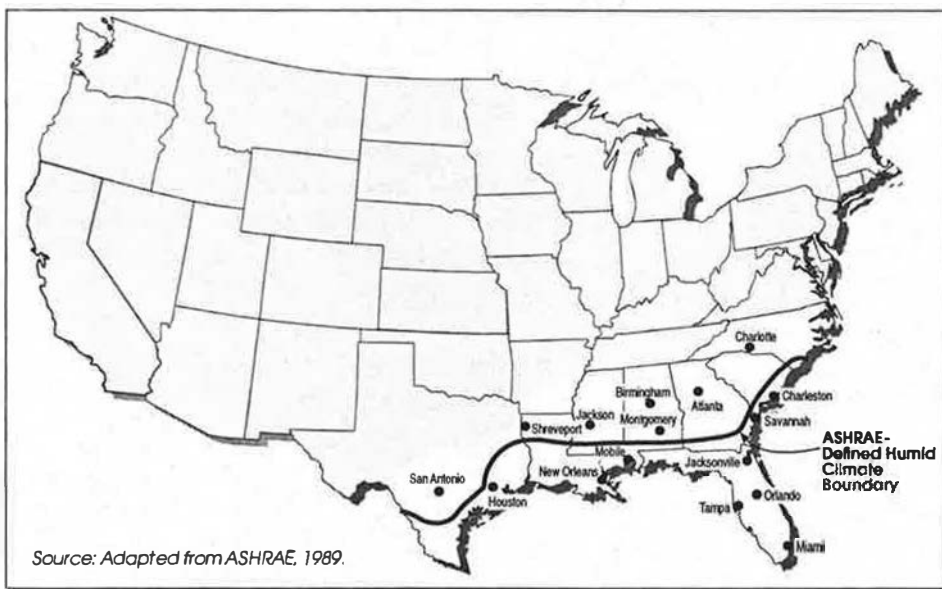 Charlotte
Birmingham
Atlanta
Charleston
Jackson
Montgomery
Savannah
Shreveport
ASHRAE-
Defined Humid
Climate
Boundary
Mobile
Jacksonville
New Orleans
San Antonio
Houston
Orlando
Tampa
Miami
Source: Adapted from ASHRAE, 1989.